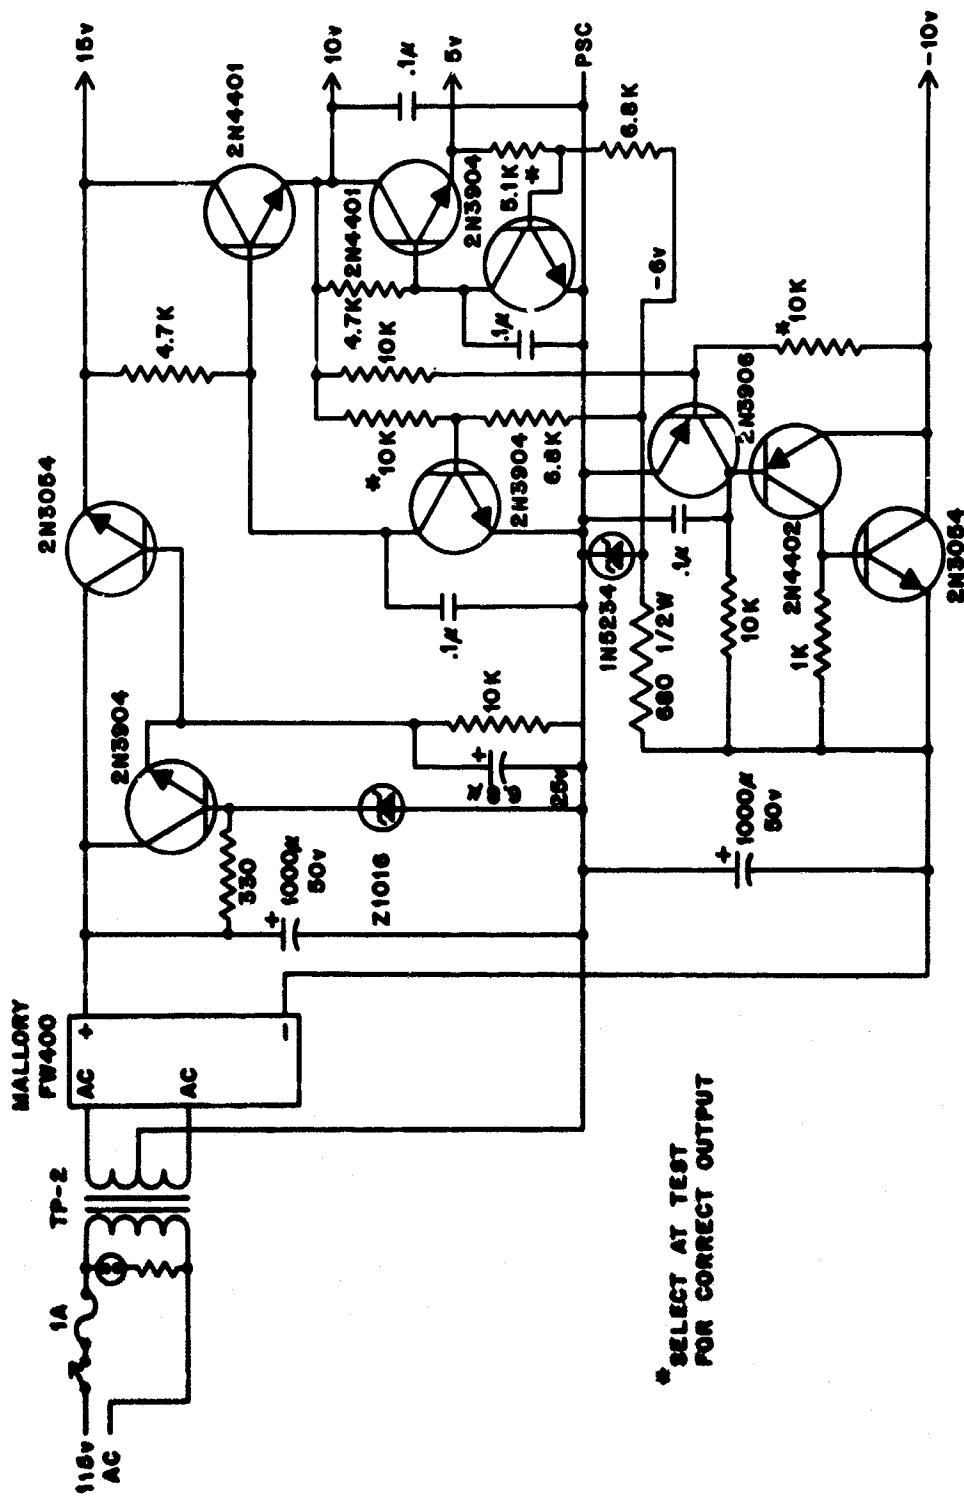 115v
AC
1A
TP-2
MALLORY
FW400
AC
AC
+
−
2N3904
330
+
1000µ
50v
Z1016
+
25v
10K
2N3054
4.7K
.1µ
*10K
2N3904
6.8K
10K
4.7K
2N4401
.1µ
2N4401
2N3904
5.1K
*
.1µ
6.8K
15v
10v
5v
PSC
-10v
-6v
1N5234
680 1/2W
.1µ
10K
1K
2N4402
2N3906
*10K
2N3054
+
1000µ
50v
*SELECT AT TEST
FOR CORRECT OUTPUT